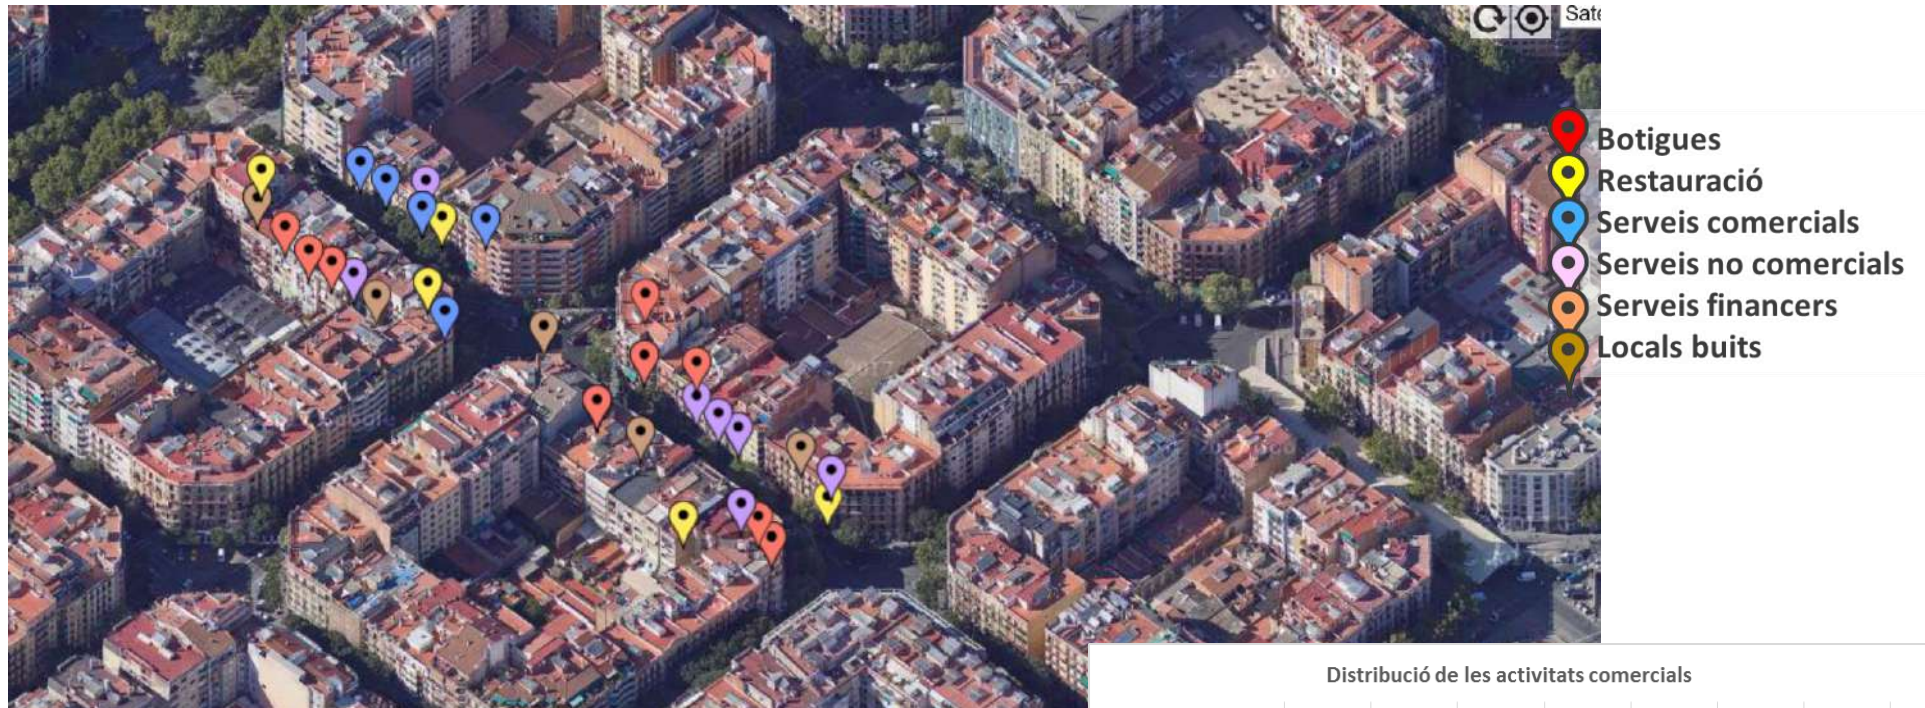 Sate
Botigues
Restauració
Serveis comercials
Serveis no comercials
Serveis financers
Locals buits
Distribució de les activitats comercials